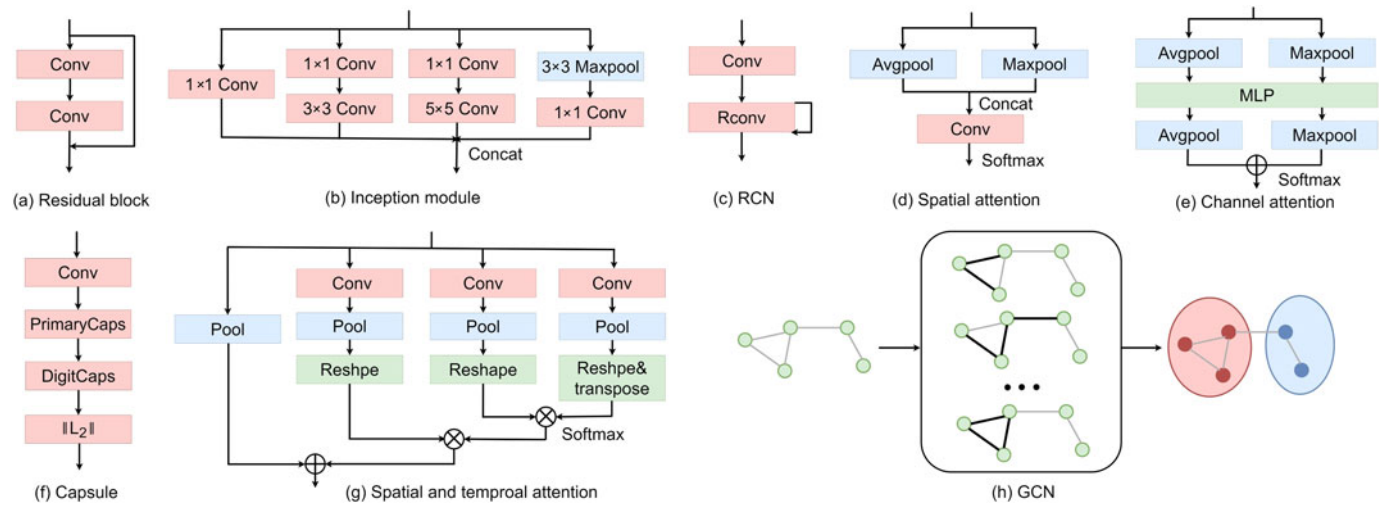 Conv
Conv
(a) Residual block
1×1 Conv
1×1 Conv
3×3 Conv
1×1 Conv
5×5 Conv
3×3 Maxpool
1×1 Conv
Concat
(b) Inception module
Conv
Rconv
(c) RCN
Avgpool
Maxpool
Concat
Conv
Softmax
(d) Spatial attention
Avgpool
Maxpool
MLP
Avgpool
Maxpool
Softmax
(e) Channel attention
Conv
PrimaryCaps
DigitCaps
‖L₂‖
(f) Capsule
Pool
Conv
Pool
Reshpe
Conv
Pool
Reshape
Conv
Pool
Reshpe&
transpose
Softmax
(g) Spatial and temproal attention
(h) GCN